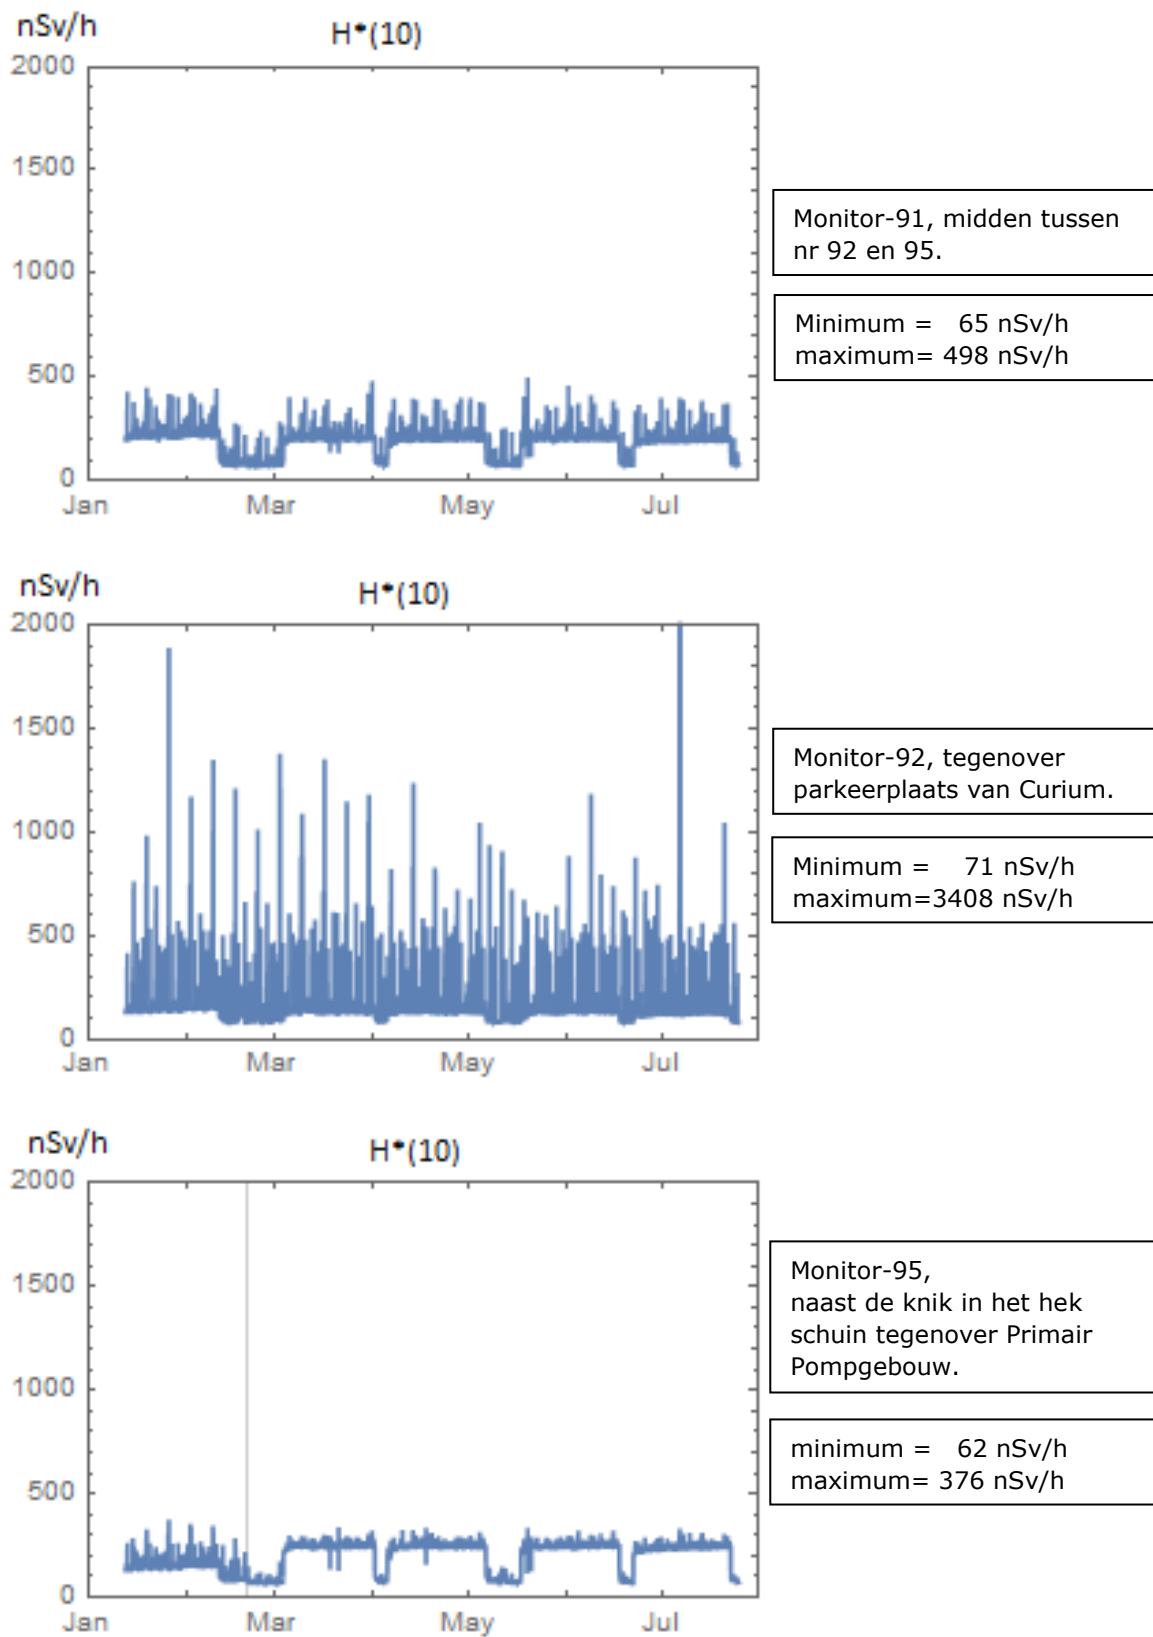 nSv/h
H*(10)
2000
1500
1000
500
0
Jan Mar May Jul
Monitor-91, midden tussen
nr 92 en 95.
Minimum = 65 nSv/h
maximum= 498 nSv/h
nSv/h
H*(10)
2000
1500
1000
500
0
Jan Mar May Jul
Monitor-92, tegenover
parkeerplaats van Curium.
Minimum = 71 nSv/h
maximum=3408 nSv/h
nSv/h
H*(10)
2000
1500
1000
500
0
Jan Mar May Jul
Monitor-95,
naast de knik in het hek
schuin tegenover Primair
Pompgebouw.
minimum = 62 nSv/h
maximum= 376 nSv/h